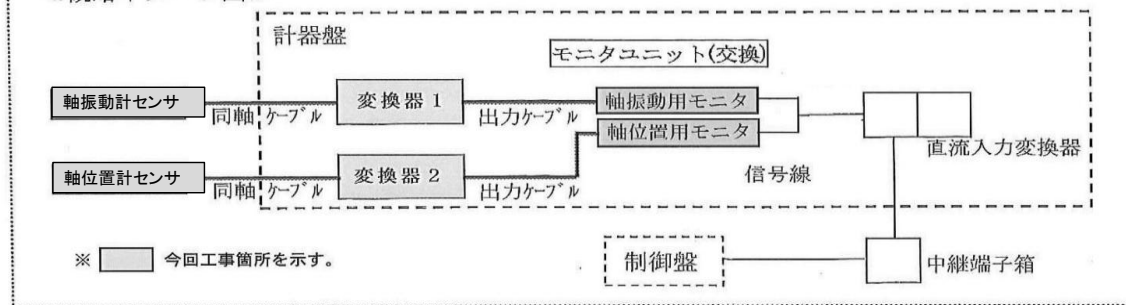 計器盤
モニタユニット(交換)
軸振動計センサ
同軸ケーブル
変換器1
出力ケーブル
軸振動用モニタ
軸位置用モニタ
直流入力変換器
軸位置計センサ
同軸ケーブル
変換器2
出力ケーブル
信号線
※ 今回工事箇所を示す。
制御盤
中継端子箱